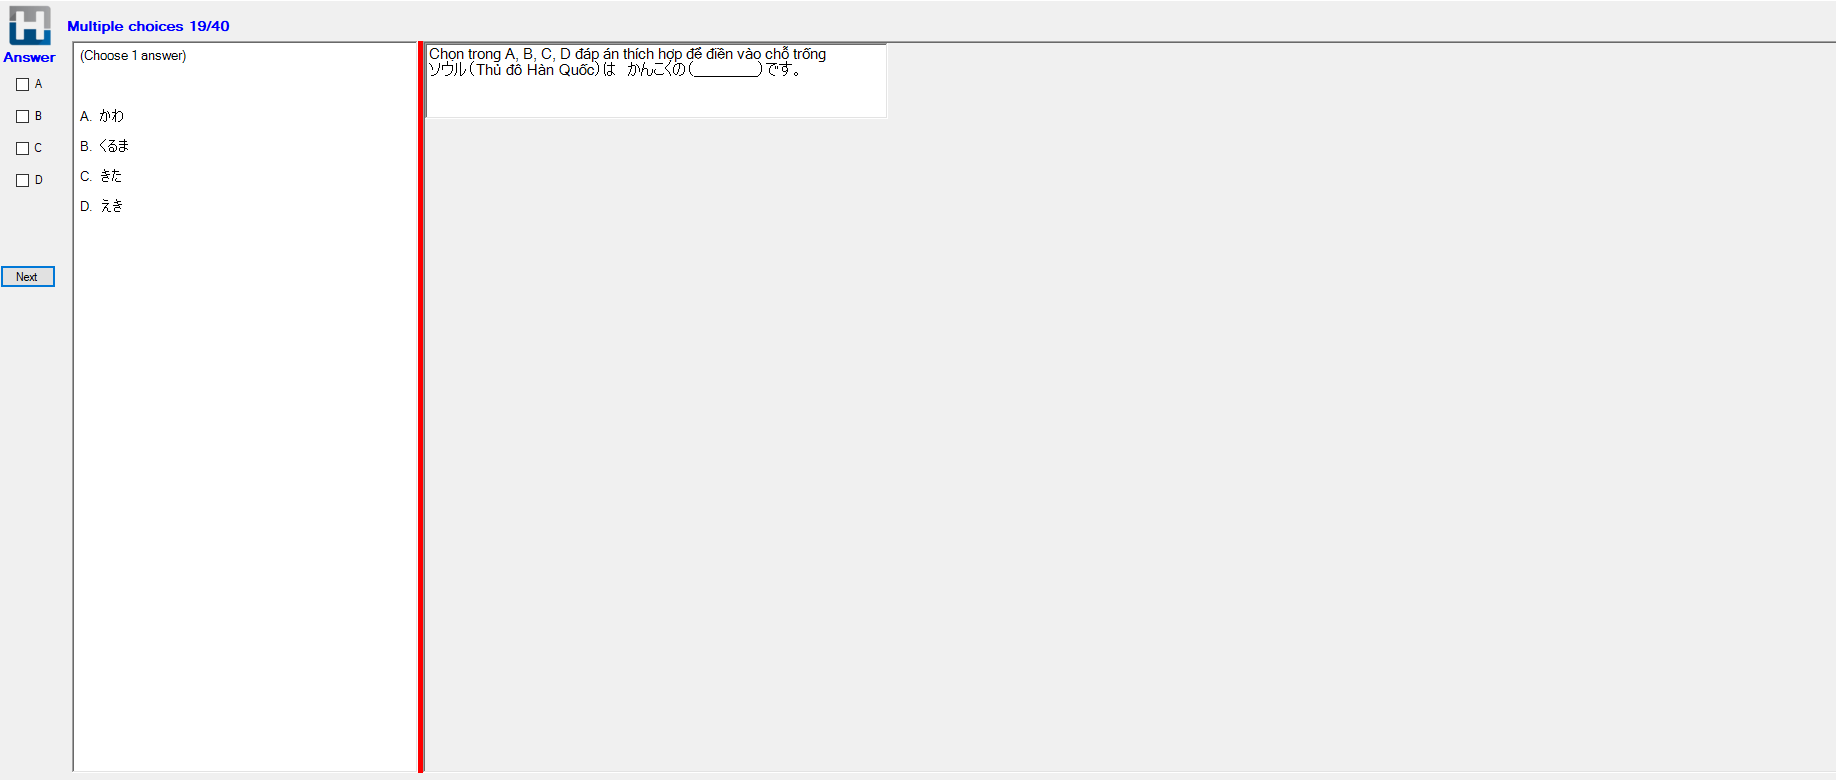 Multiple choices 19/40
Answer
A
B
C
D
Next
(Choose 1 answer)
A. かわ
B. くるま
C. きた
D. えき
Chọn trong A, B, C, D đáp án thích hợp để điền vào chỗ trống
ソウル(Thủ đô Hàn Quốc)は かんこくの(________)です。